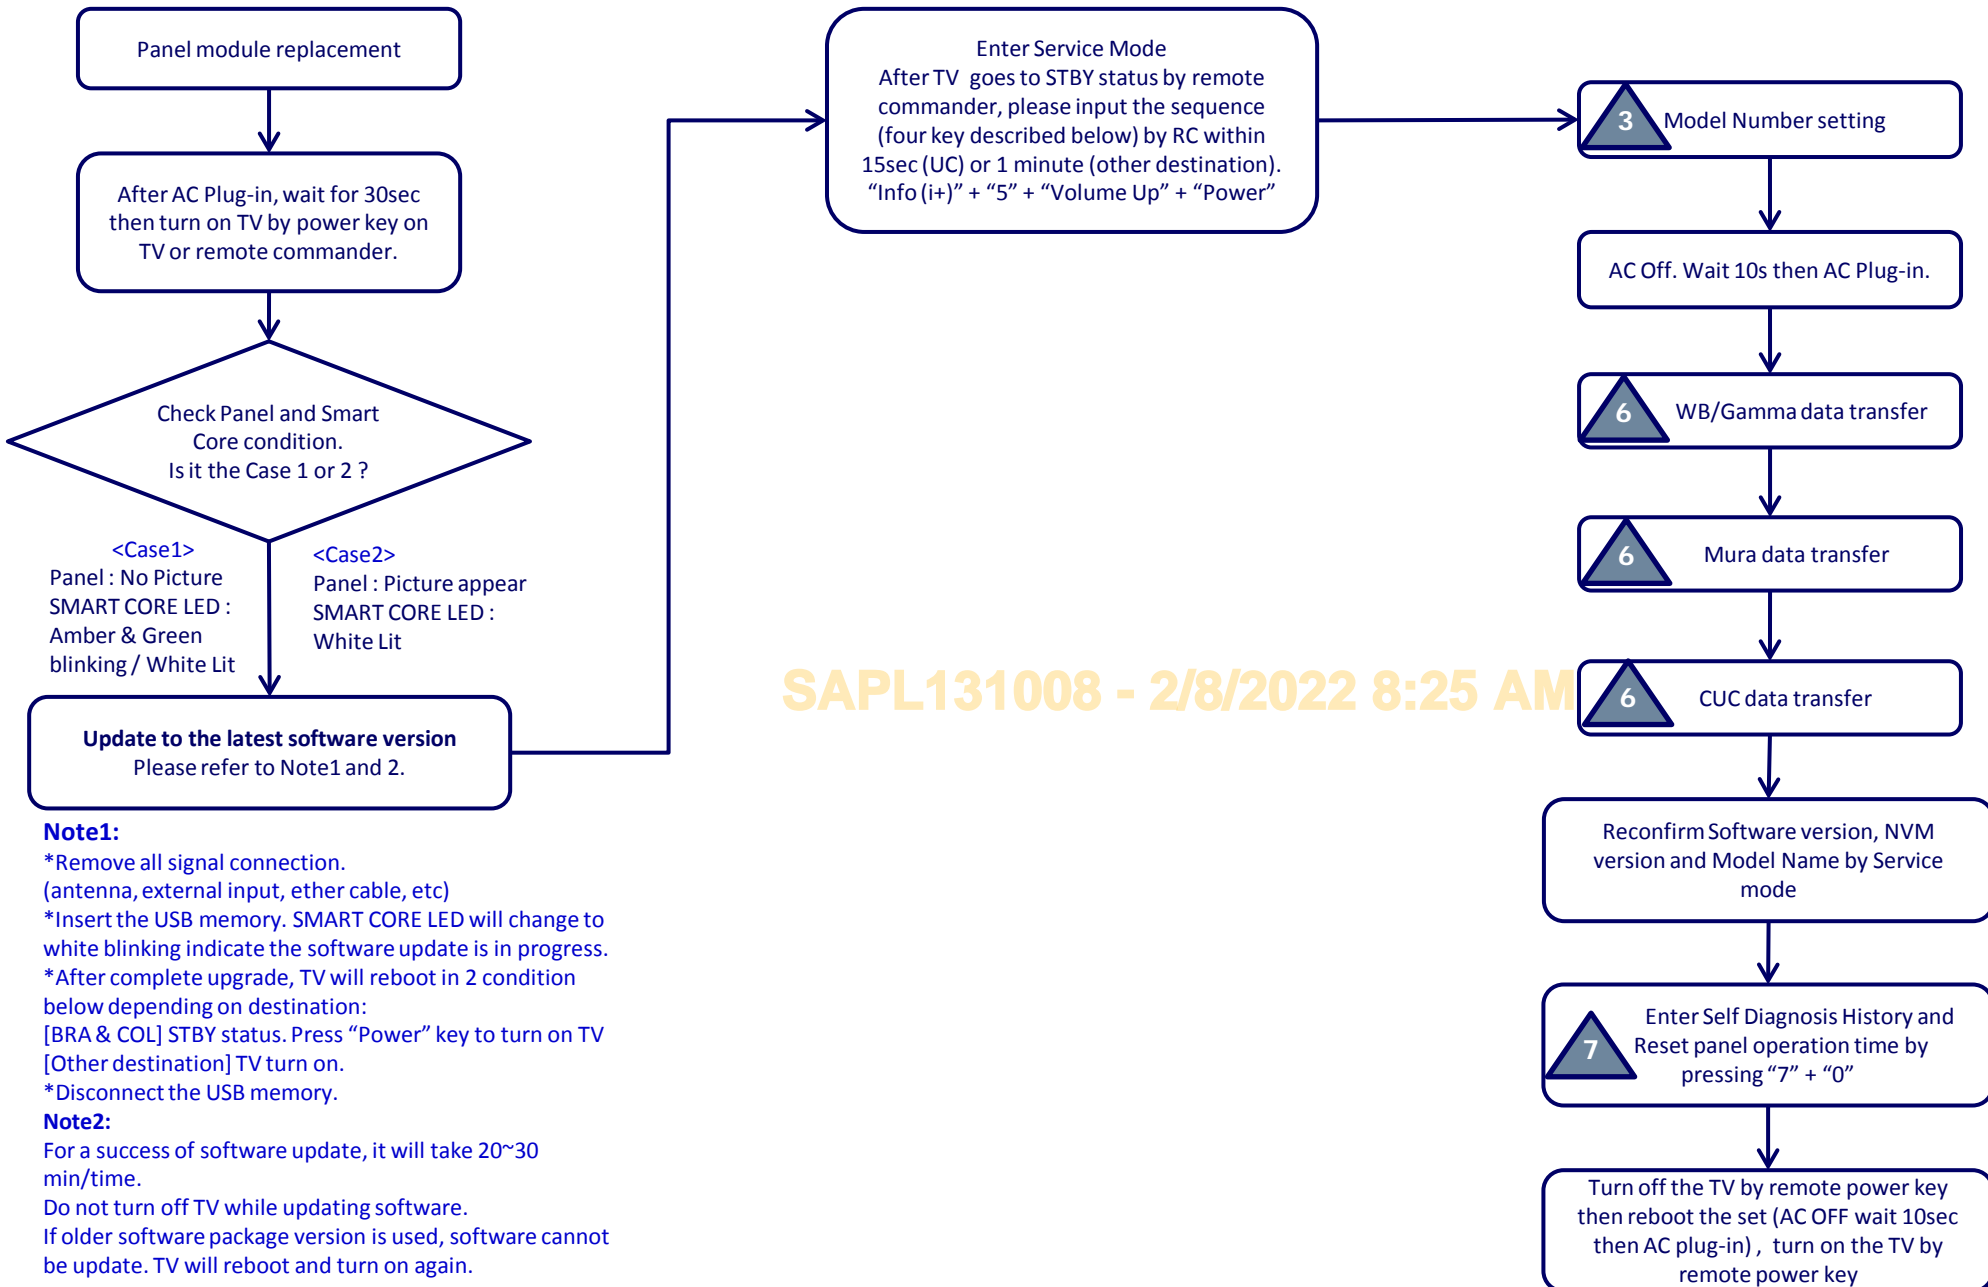 Panel module replacement
After AC Plug-in, wait for 30sec
then turn on TV by power key on
TV or remote commander.
Check Panel and Smart
Core condition.
Is it the Case 1 or 2 ?
<Case1>
Panel : No Picture
SMART CORE LED :
Amber & Green
blinking / White Lit
<Case2>
Panel : Picture appear
SMART CORE LED :
White Lit
Update to the latest software version
Please refer to Note1 and 2.
Note1:
*Remove all signal connection.
(antenna, external input, ether cable, etc)
*Insert the USB memory. SMART CORE LED will change to
white blinking indicate the software update is in progress.
*After complete upgrade, TV will reboot in 2 condition
below depending on destination:
[BRA & COL] STBY status. Press “Power” key to turn on TV
[Other destination] TV turn on.
*Disconnect the USB memory.
Note2:
For a success of software update, it will take 20~30
min/time.
Do not turn off TV while updating software.
If older software package version is used, software cannot
be update. TV will reboot and turn on again.
Enter Service Mode
After TV goes to STBY status by remote
commander, please input the sequence
(four key described below) by RC within
15sec (UC) or 1 minute (other destination).
“Info (i+)” + “5” + “Volume Up” + “Power”
SAPL131008 - 2/8/2022 8:25 AM
3 Model Number setting
AC Off. Wait 10s then AC Plug-in.
6 WB/Gamma data transfer
6 Mura data transfer
6 CUC data transfer
Reconfirm Software version, NVM
version and Model Name by Service
mode
Enter Self Diagnosis History and
7 Reset panel operation time by
pressing “7” + “0”
Turn off the TV by remote power key
then reboot the set (AC OFF wait 10sec
then AC plug-in) , turn on the TV by
remote power key